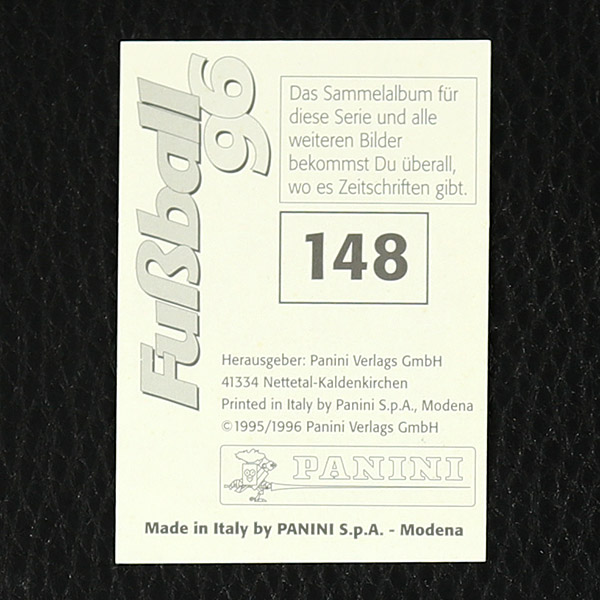 Fußball
96
Das Sammelalbum für
diese Serie und alle
weiteren Bilder
bekommst Du überall,
wo es Zeitschriften gibt.
148
Herausgeber: Panini Verlags GmbH
41334 Nettetal-Kaldenkirchen
Printed in Italy by Panini S.p.A., Modena
©1995/1996 Panini Verlags GmbH
PANINI
Made in Italy by PANINI S.p.A. - Modena